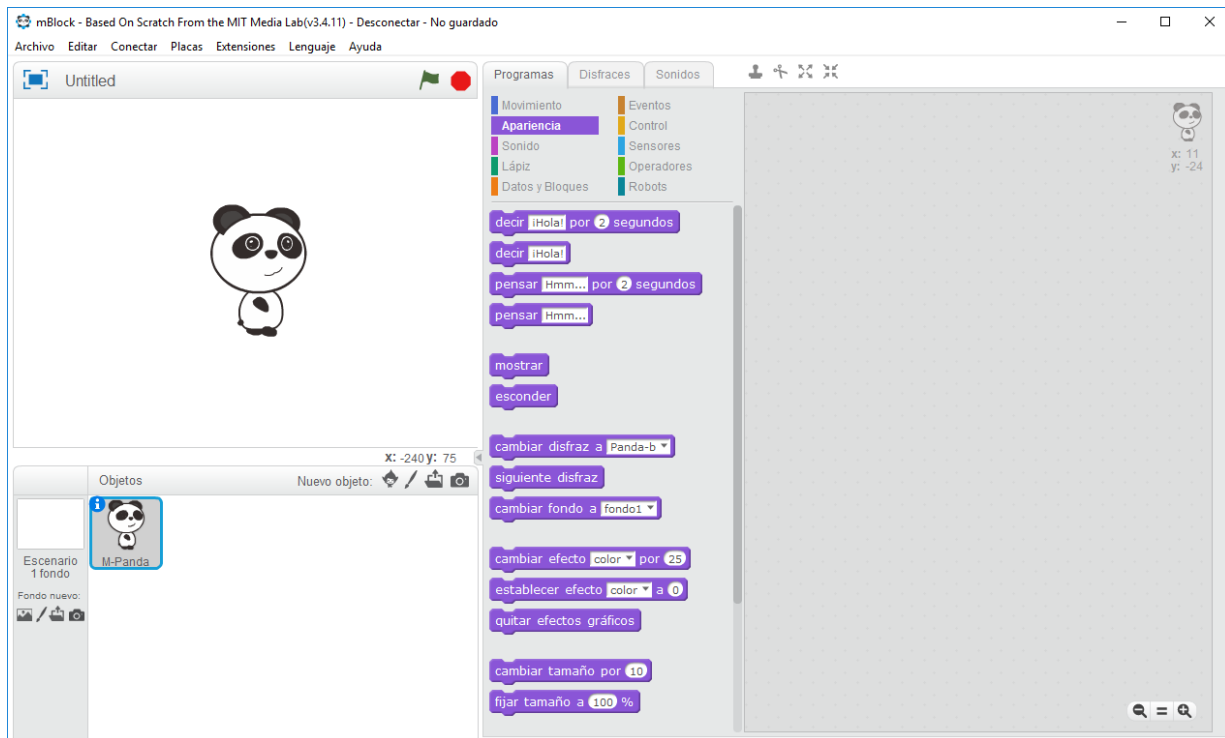 mBlock - Based On Scratch From the MIT Media Lab(v3.4.11) - Desconectar - No guardado
Archivo Editar Conectar Placas Extensiones Lenguaje Ayuda
Untitled
x: -240 y: 75
Objetos
Nuevo objeto:
Escenario
1 fondo
Fondo nuevo:
M-Panda
Programas Disfraces Sonidos
Movimiento Eventos
Apariencia Control
Sonido Sensores
Lápiz Operadores
Datos y Bloques Robots
decir ¡Hola! por 2 segundos
decir ¡Hola!
pensar Hmm... por 2 segundos
pensar Hmm...
mostrar
esconder
cambiar disfraz a Panda-b
siguiente disfraz
cambiar fondo a fondo1
cambiar efecto color por 25
establecer efecto color a 0
quitar efectos gráficos
cambiar tamaño por 10
fijar tamaño a 100 %
x: 11
y: -24